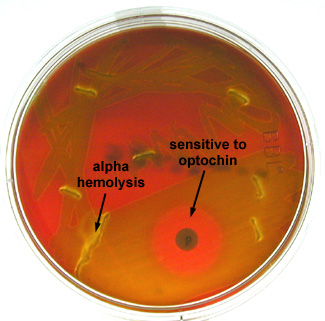 sensitive to
optochin
alpha
hemolysis
P